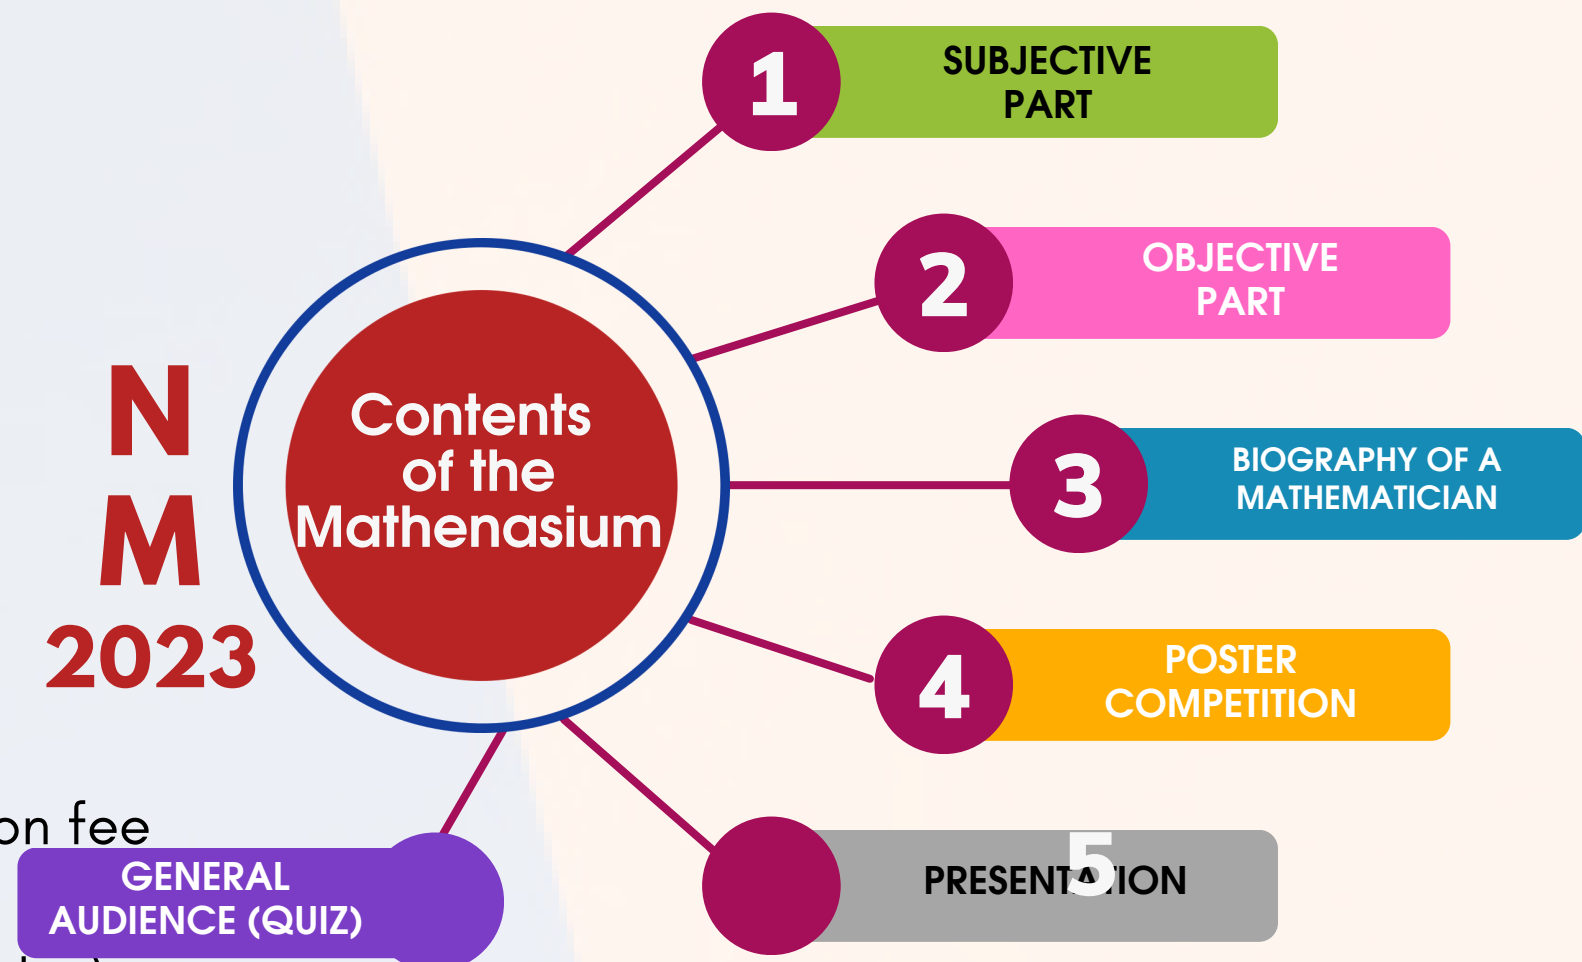 1
SUBJECTIVE
PART
2
OBJECTIVE
PART
N
M
2023
Contents
of the
Mathenasium
3
BIOGRAPHY OF A
MATHEMATICIAN
4
POSTER
COMPETITION
5
PRESENTATION
on fee
GENERAL
AUDIENCE (QUIZ)